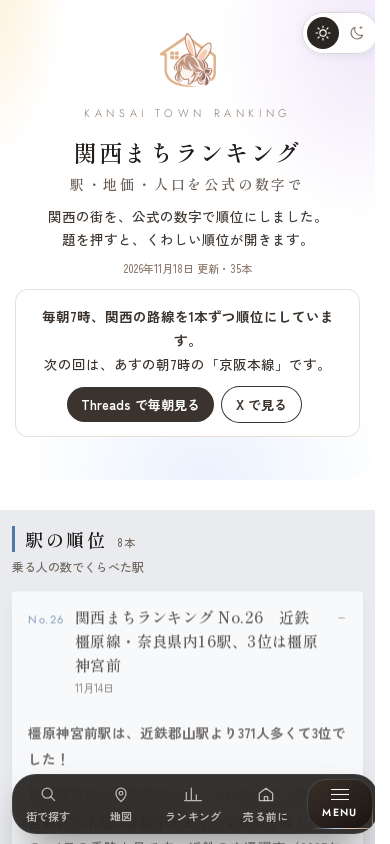 KANSAI TOWN RANKING
関西まちランキング
駅・地価・人口を公式の数字で
関西の街を、公式の数字で順位にしました。
題を押すと、くわしい順位が開きます。
2026年11月18日 更新・35本
毎朝7時、関西の路線を1本ずつ順位にしています。
次の回は、あすの朝7時の「京阪本線」です。
Threads で毎朝見る
X で見る
駅の順位 8本
乗る人の数でくらべた駅
No.26 関西まちランキング No.26 近鉄
橿原線・奈良県内16駅、3位は橿原
神宮前
11月14日
橿原神宮前駅は、近鉄郡山駅より371人多くて3位で
した！
街で探す
地図
ランキング
売る前に
MENU